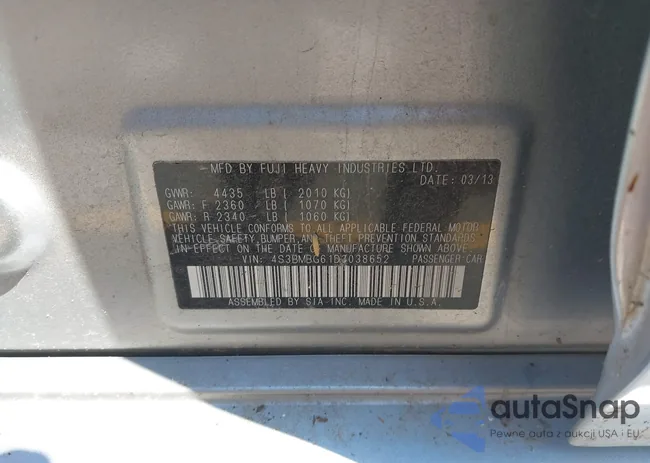 MFD BY FUJI HEAVY INDUSTRIES LTD.
DATE: 03/13
GVWR: 4435 LB ( 2010 KG)
GAWR: F 2360 LB ( 1070 KG)
GAWR: R 2340 LB ( 1060 KG)
THIS VEHICLE CONFORMS TO ALL APPLICABLE FEDERAL MOTOR
VEHICLE SAFETY, BUMPER, AND THEFT PREVENTION STANDARDS
IN EFFECT ON THE DATE OF MANUFACTURE SHOWN ABOVE.
VIN: 4S3BMBG61D3038652 PASSENGER CAR
ASSEMBLED BY SIA-INC. MADE IN U.S.A.
autaSnap
Pewne auta z aukcji USA i EU